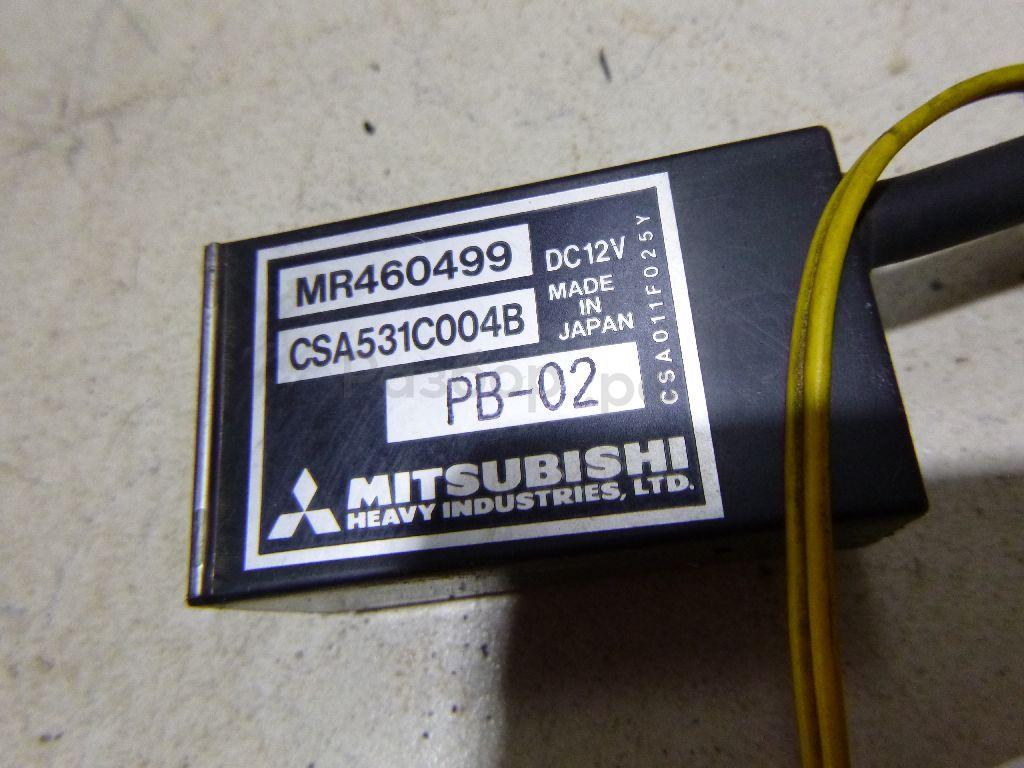 MR460499
DC12V
CSA531C004B
MADE
IN
JAPAN
PB-02
CSA011F025Y
MITSUBISHI
HEAVY INDUSTRIES, LTD.